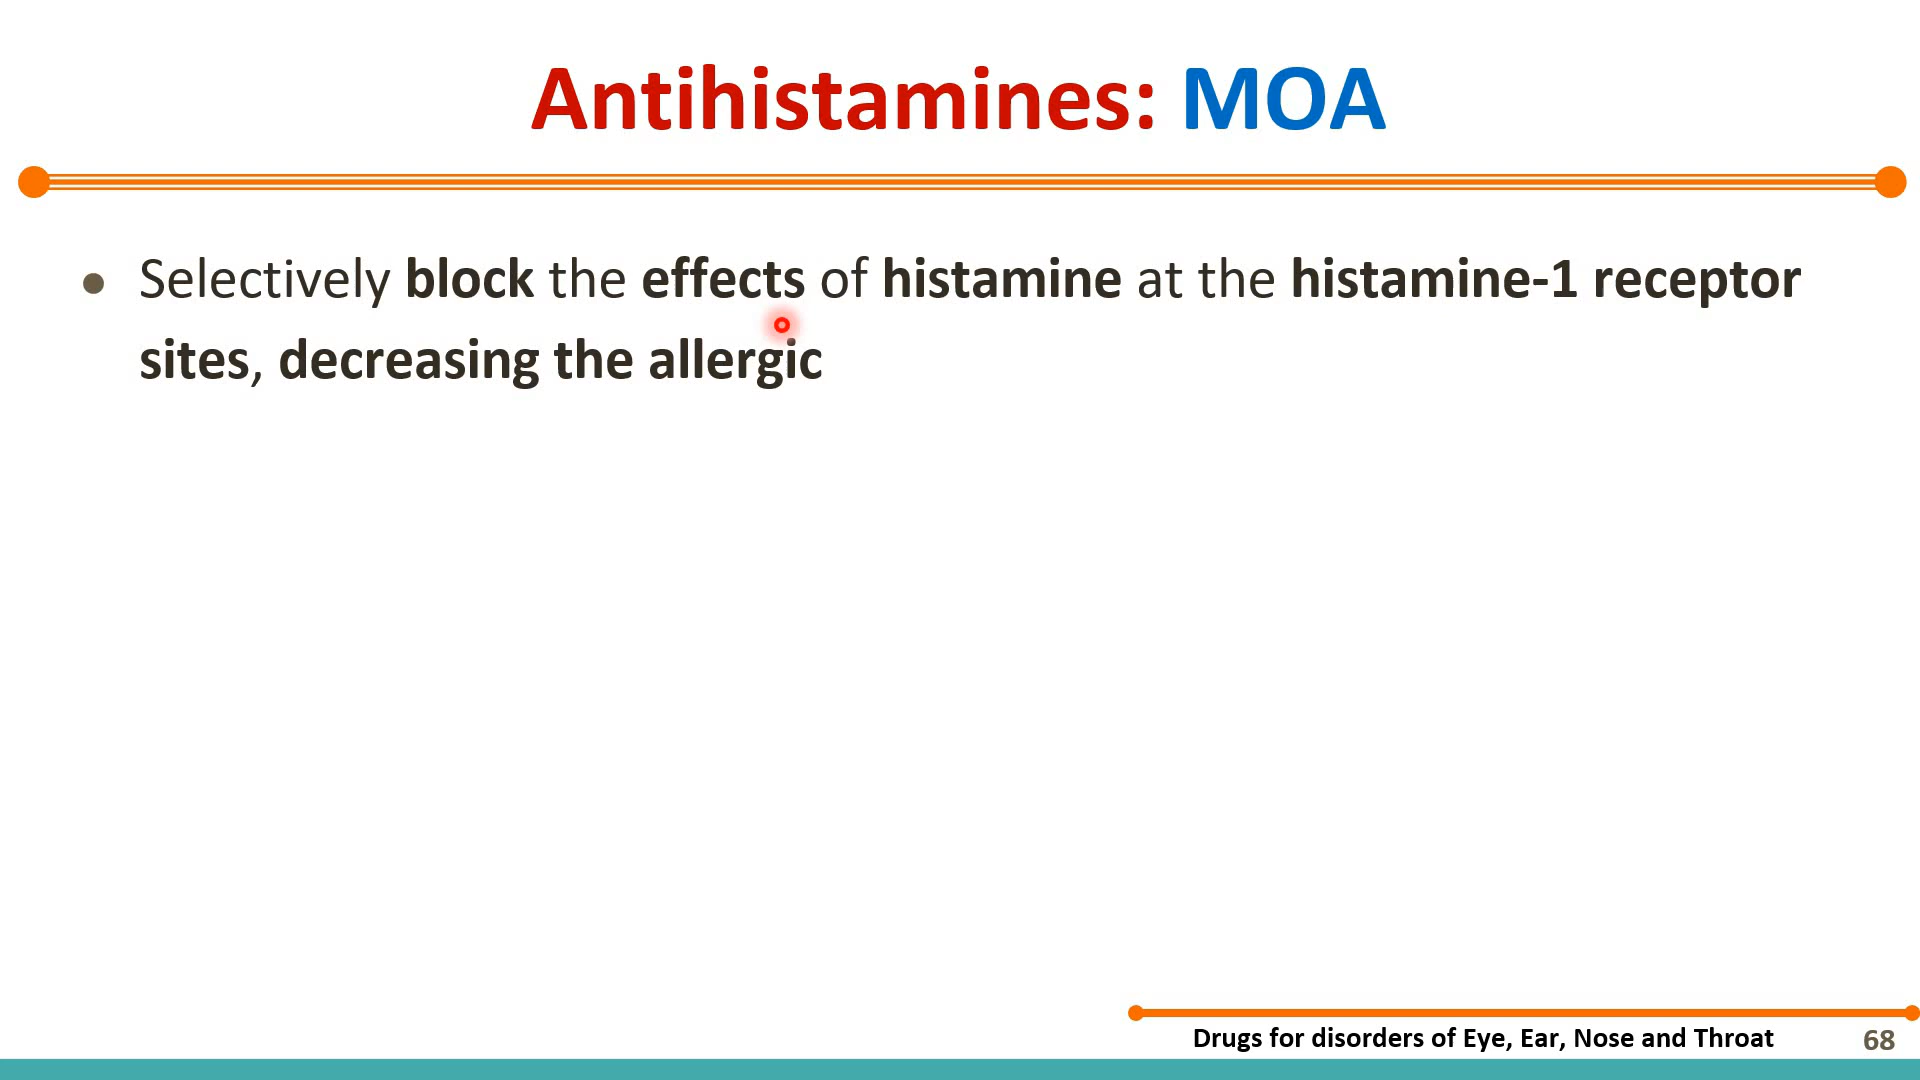 Antihistamines: MOA
Selectively block the effects of histamine at the histamine-1 receptor
sites, decreasing the allergic
Drugs for disorders of Eye, Ear, Nose and Throat
68